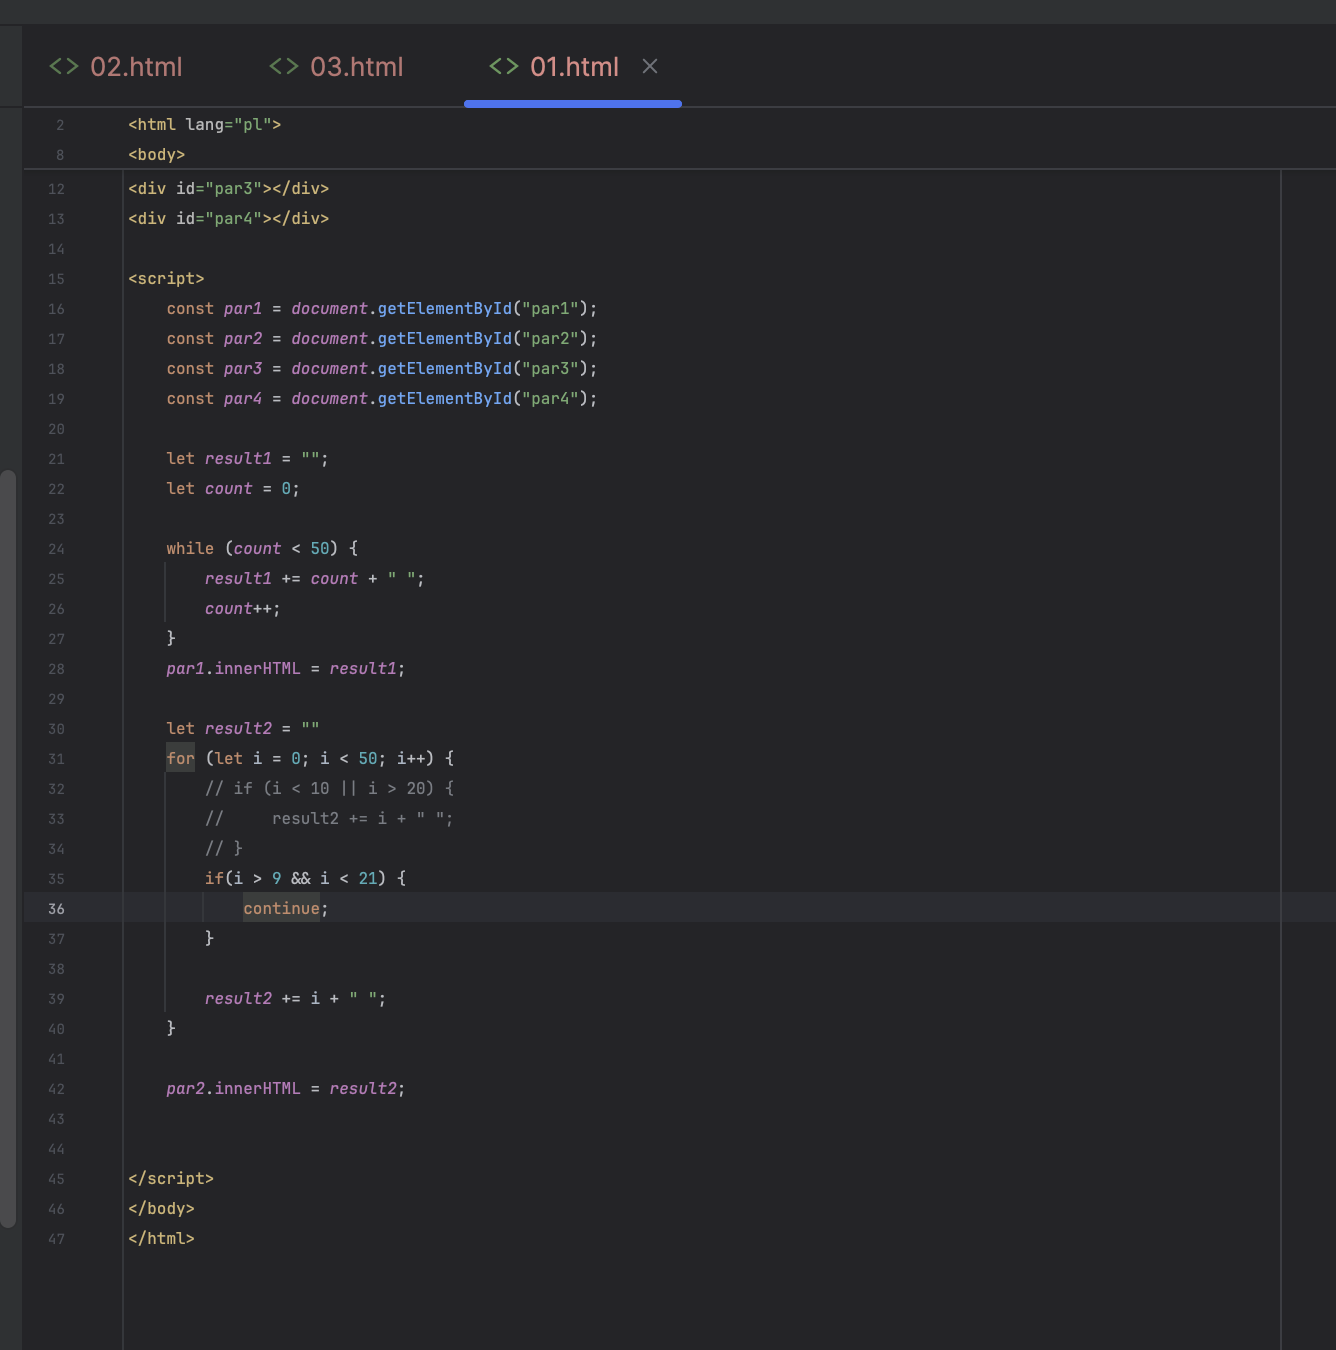 02.html 03.html 01.html
2 <html lang="pl">
8 <body>
12 <div id="par3"></div>
13 <div id="par4"></div>
14
15 <script>
16     const par1 = document.getElementById("par1");
17     const par2 = document.getElementById("par2");
18     const par3 = document.getElementById("par3");
19     const par4 = document.getElementById("par4");
20
21     let result1 = "";
22     let count = 0;
23
24     while (count < 50) {
25         result1 += count + " ";
26         count++;
27     }
28     par1.innerHTML = result1;
29
30     let result2 = ""
31     for (let i = 0; i < 50; i++) {
32         // if (i < 10 || i > 20) {
33         //     result2 += i + " ";
34         // }
35         if(i > 9 && i < 21) {
36             continue;
37         }
38
39         result2 += i + " ";
40     }
41
42     par2.innerHTML = result2;
43
44
45 </script>
46 </body>
47 </html>